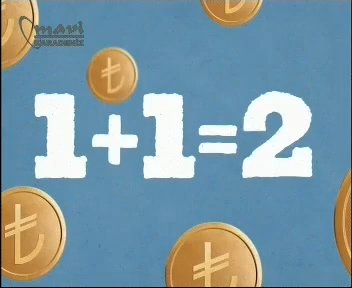 mavi
KARADENİZ
1+1=2
₺
₺
₺